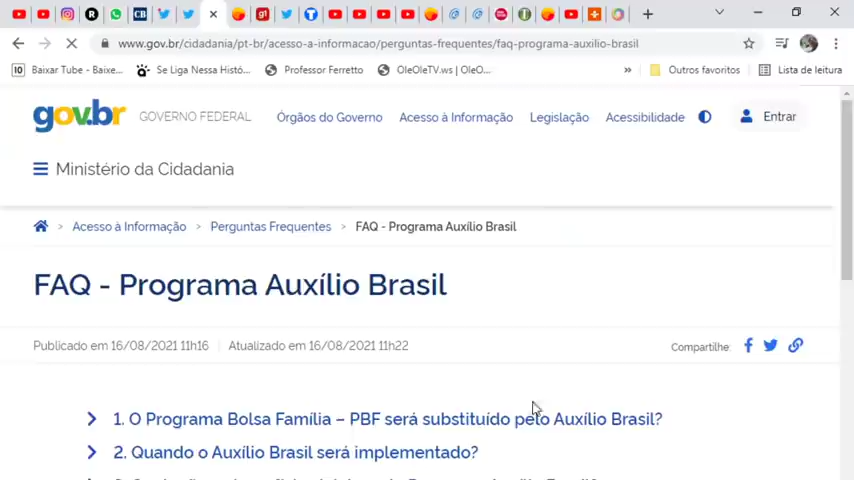 www.gov.br/cidadania/pt-br/acesso-a-informacao/perguntas-frequentes/faq-programa-auxilio-brasil
Baixar Tube - Baixe... Se Liga Nessa Histó... Professor Ferretto OleOleTV.ws | OleO... » Outros favoritos Lista de leitura
gov.br GOVERNO FEDERAL Órgãos do Governo Acesso à Informação Legislação Acessibilidade Entrar
Ministério da Cidadania
Acesso à Informação > Perguntas Frequentes > FAQ - Programa Auxílio Brasil
FAQ - Programa Auxílio Brasil
Publicado em 16/08/2021 11h16 Atualizado em 16/08/2021 11h22 Compartilhe:
1. O Programa Bolsa Família – PBF será substituído pelo Auxílio Brasil?
2. Quando o Auxílio Brasil será implementado?